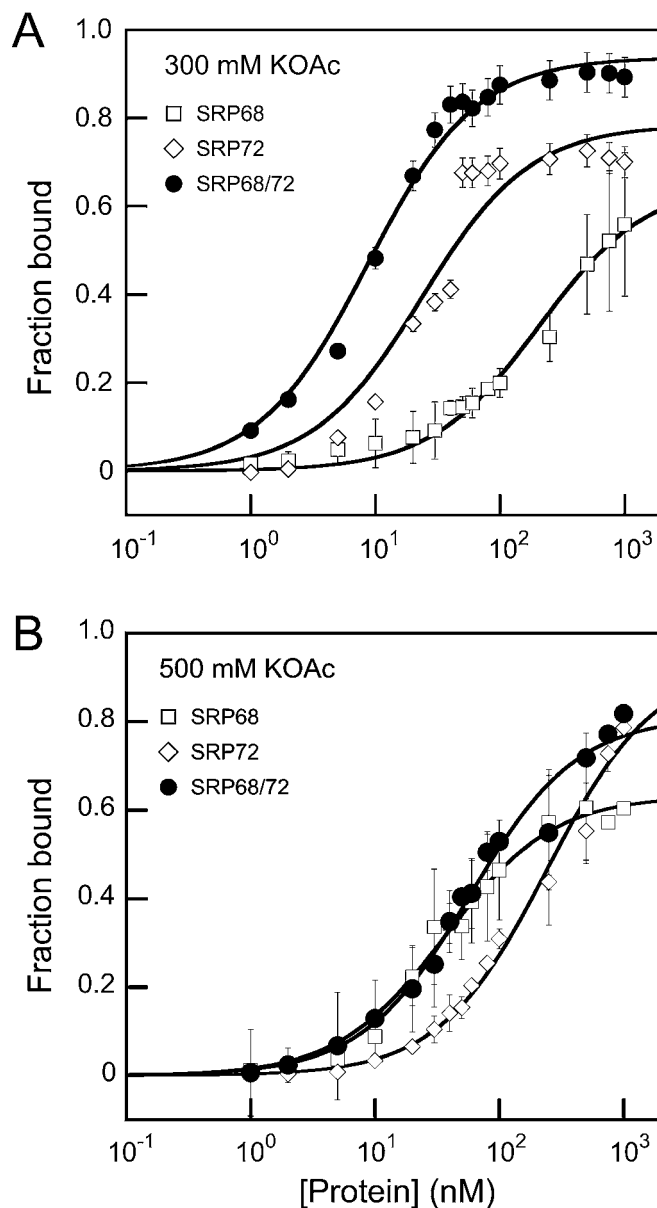 A
300 mM KOAc
SRP68
SRP72
SRP68/72
Fraction bound
1.0
0.8
0.6
0.4
0.2
0
10⁻¹ 10⁰ 10¹ 10² 10³
B
500 mM KOAc
SRP68
SRP72
SRP68/72
Fraction bound
1.0
0.8
0.6
0.4
0.2
0
10⁻¹ 10⁰ 10¹ 10² 10³
[Protein] (nM)